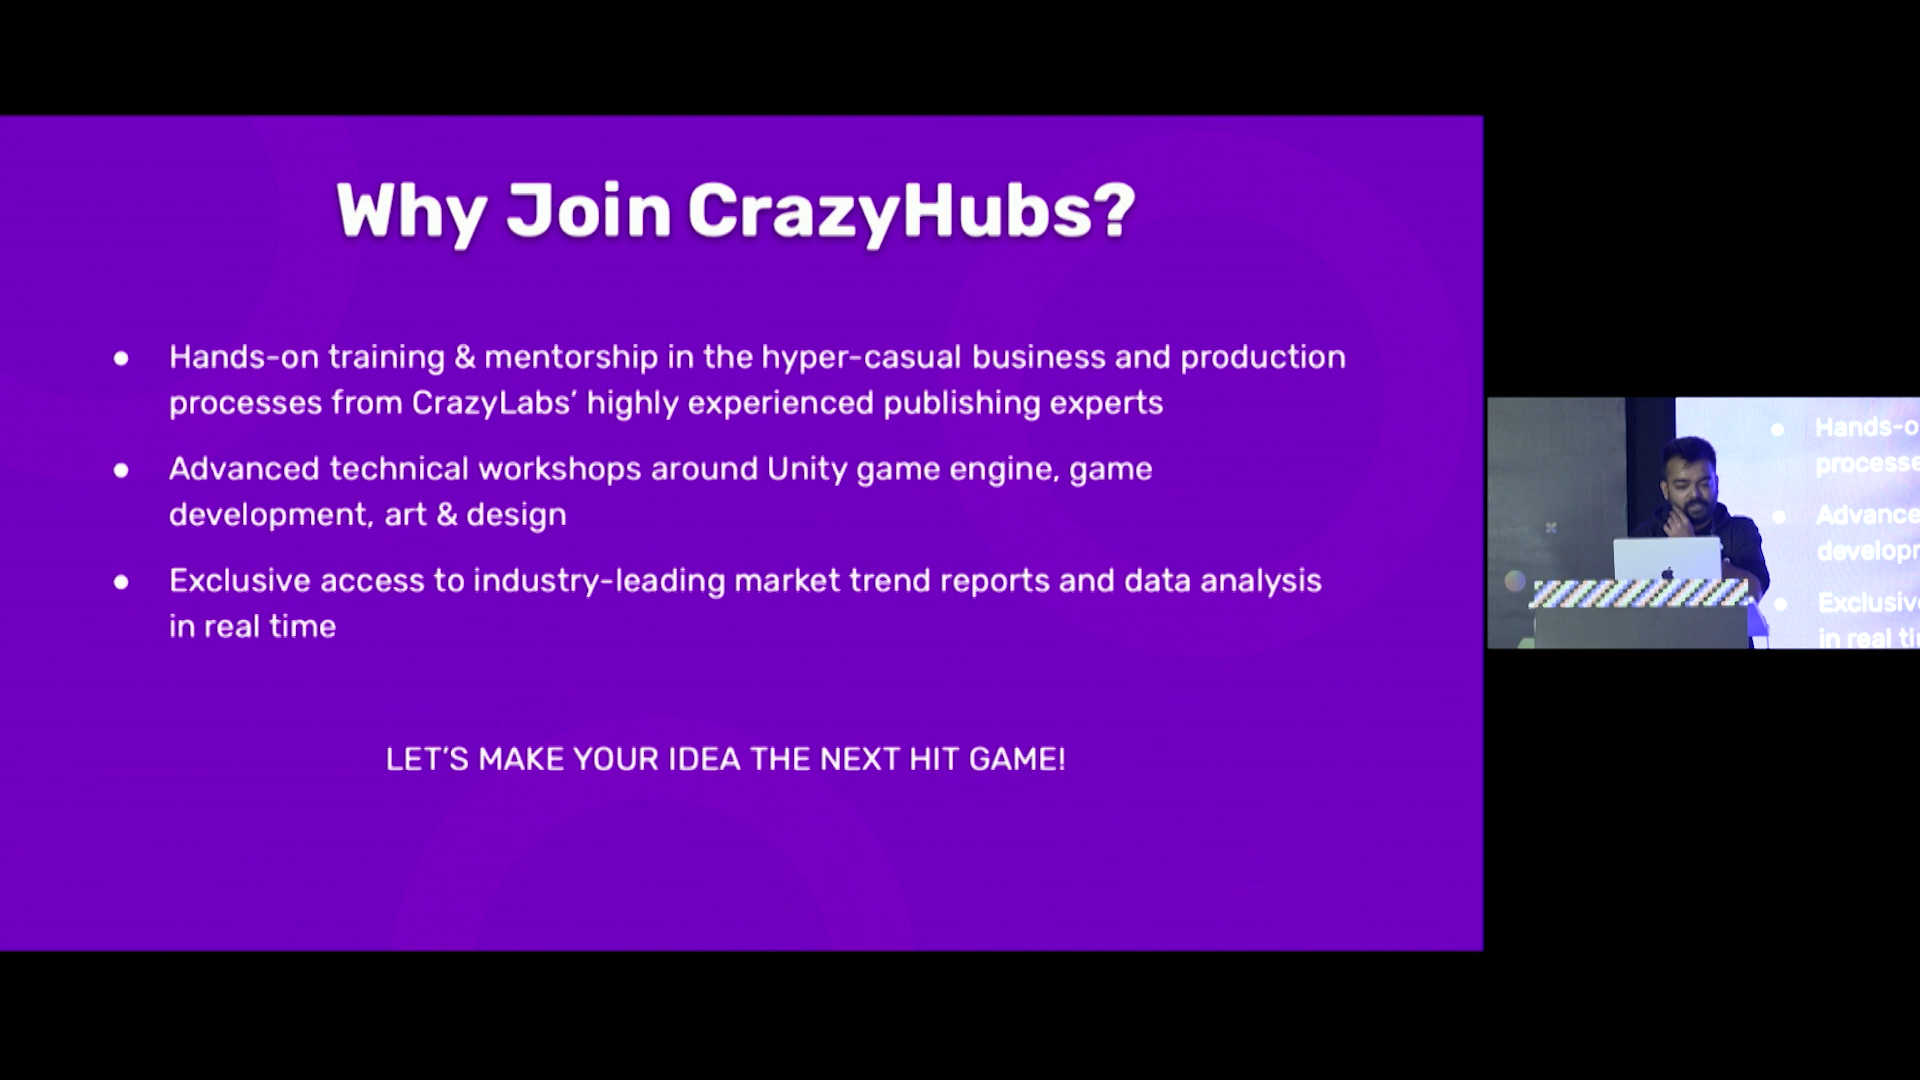 Why Join CrazyHubs?
● Hands-on training & mentorship in the hyper-casual business and production
processes from CrazyLabs’ highly experienced publishing experts
● Advanced technical workshops around Unity game engine, game
development, art & design
● Exclusive access to industry-leading market trend reports and data analysis
in real time
LET’S MAKE YOUR IDEA THE NEXT HIT GAME!
● Hands-o
processe
● Advance
developm
● Exclusiv
in real ti